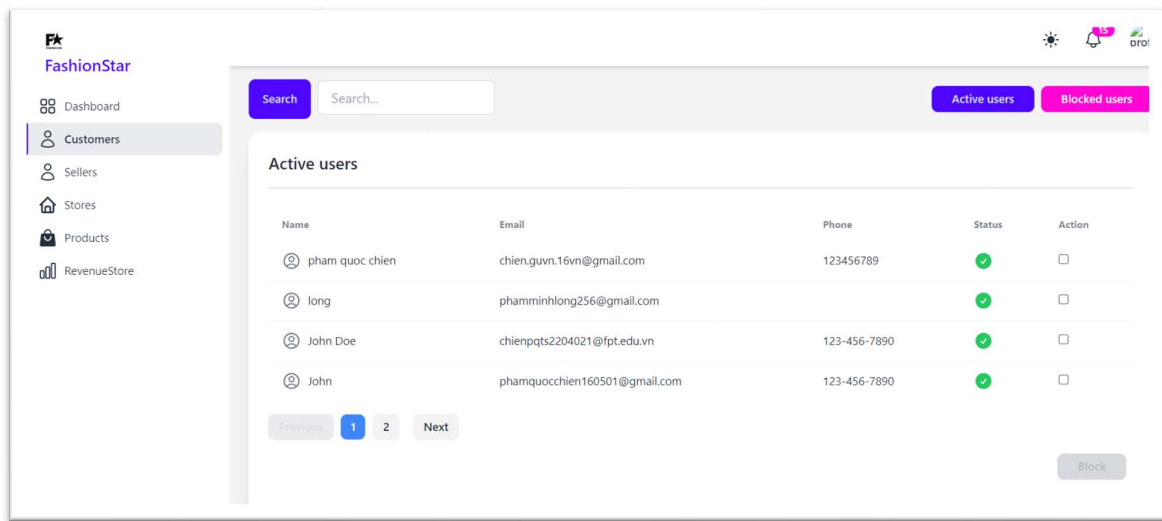 F★
FashionStar
15
prof
Dashboard
Customers
Sellers
Stores
Products
RevenueStore
Search
Search...
Active users
Blocked users
Active users
Name Email Phone Status Action
pham quoc chien chien.guvn.16vn@gmail.com 123456789
long phamminhlong256@gmail.com
John Doe chienpqts2204021@fpt.edu.vn 123-456-7890
John phamquocchien160501@gmail.com 123-456-7890
Previous 1 2 Next
Block